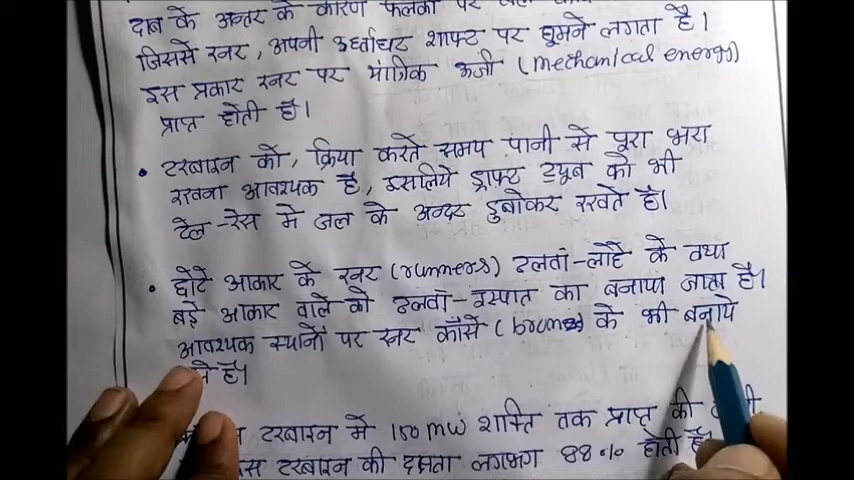 दाब के अन्तर के कारण फलकों पर
जिससे रनर, अपनी ऊर्ध्वाधर शाफ्ट पर घूमने लगता है।
इस प्रकार रनर पर यांत्रिक ऊर्जा (mechanical energy)
प्राप्त होती है।
• टरबाइन को, क्रिया करते समय पानी से पूरा भरा
रखना आवश्यक है, इसलिये ड्राफ्ट ट्यूब को भी
टेल-रेस में जल के अन्दर डुबोकर रखते है।
• छोटे आकार के रनर (runners) ढलवां-लोहे के तथा
बड़े आकार वाले को ढलवां-इस्पात का बनाया जाता है।
आवश्यक स्थानों पर रनर काँसे के भी बनाये
है।
टरबाइन में 150 mw शक्ति तक प्राप्त की
टरबाइन की दक्षता लगभग 88% होती है।